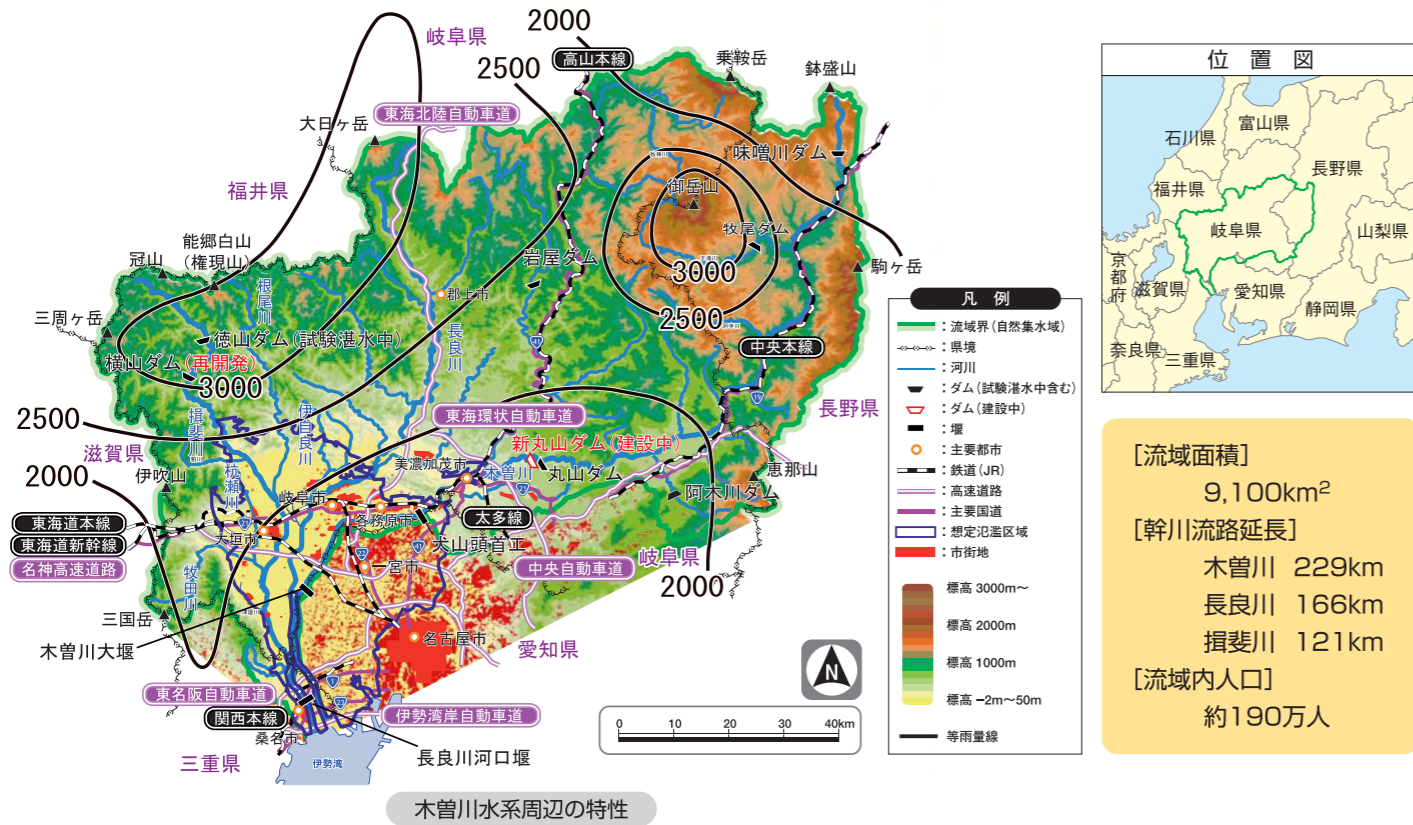 2000
岐阜県
2500
高山本線
乗鞍岳
鉢盛山
東海北陸自動車道
大日ヶ岳
味噌川ダム
御岳山
福井県
牧尾ダム
能郷白山
(権現山)
冠山
岩屋ダム
駒ヶ岳
3000
根尾川
郡上市
2500
三周ヶ岳
徳山ダム(試験湛水中)
長良川
41
中央本線
横山ダム(再開発)
3000
19
長野県
2500
揖斐川
伊自良川
東海環状自動車道
滋賀県
新丸山ダム(建設中)
2000
伊吹山
杭瀬川
美濃加茂市
木曽川
丸山ダム
恵那山
21
阿木川ダム
岐阜市
各務原市
太多線
東海道本線
東海道新幹線
名神高速道路
21
大垣市
犬山頭首工
22
41
岐阜県
中央自動車道
2000
一宮市
牧田川
三国岳
名古屋市
愛知県
木曽川大堰
東名阪自動車道
1
23
伊勢湾岸自動車道
関西本線
桑名市
長良川河口堰
三重県
伊勢湾
N
0 10 20 30 40km
木曽川水系周辺の特性
凡例
:流域界(自然集水域)
:県境
:河川
:ダム(試験湛水中含む)
:ダム(建設中)
:堰
:主要都市
:鉄道(JR)
:高速道路
:主要国道
:想定氾濫区域
:市街地
標高 3000m〜
標高 2000m
標高 1000m
標高 −2m〜50m
等雨量線
位置図
富山県
石川県
長野県
福井県
岐阜県
山梨県
京都府
滋賀県
愛知県
静岡県
奈良県
三重県
[流域面積]
9,100km²
[幹川流路延長]
木曽川 229km
長良川 166km
揖斐川 121km
[流域内人口]
約190万人